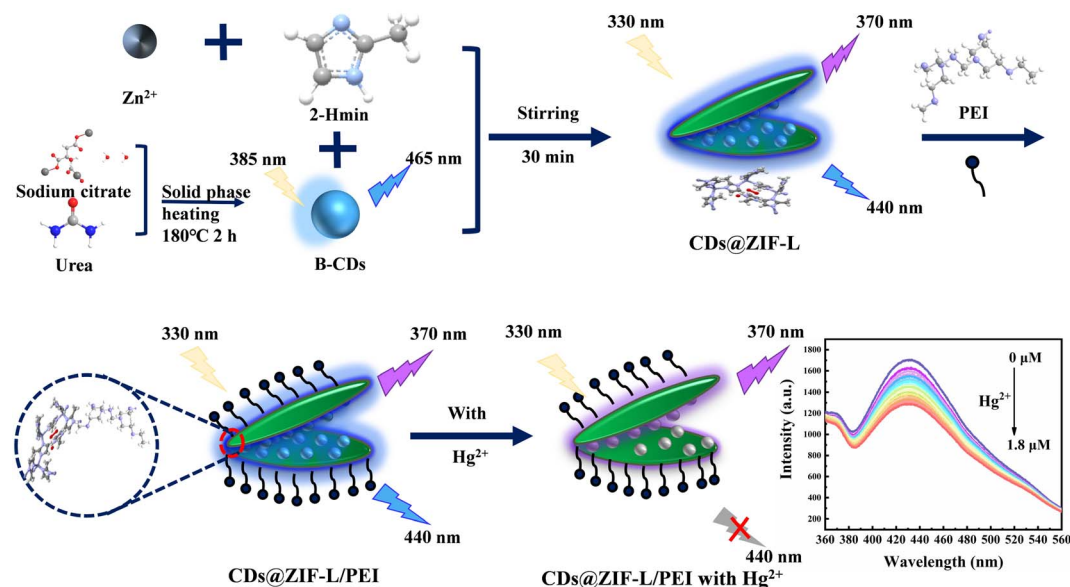 Zn²⁺
2-Hmin
Sodium citrate
Urea
Solid phase
heating
180℃ 2 h
385 nm
465 nm
B-CDs
Stirring
30 min
330 nm
370 nm
440 nm
CDs@ZIF-L
PEI
330 nm
370 nm
440 nm
CDs@ZIF-L/PEI
With
Hg²⁺
330 nm
370 nm
440 nm
CDs@ZIF-L/PEI with Hg²⁺
Intensity (a.u.)
1800
1600
1400
1200
1000
800
600
400
200
0 μM
Hg²⁺
1.8 μM
360 380 400 420 440 460 480 500 520 540 560
Wavelength (nm)